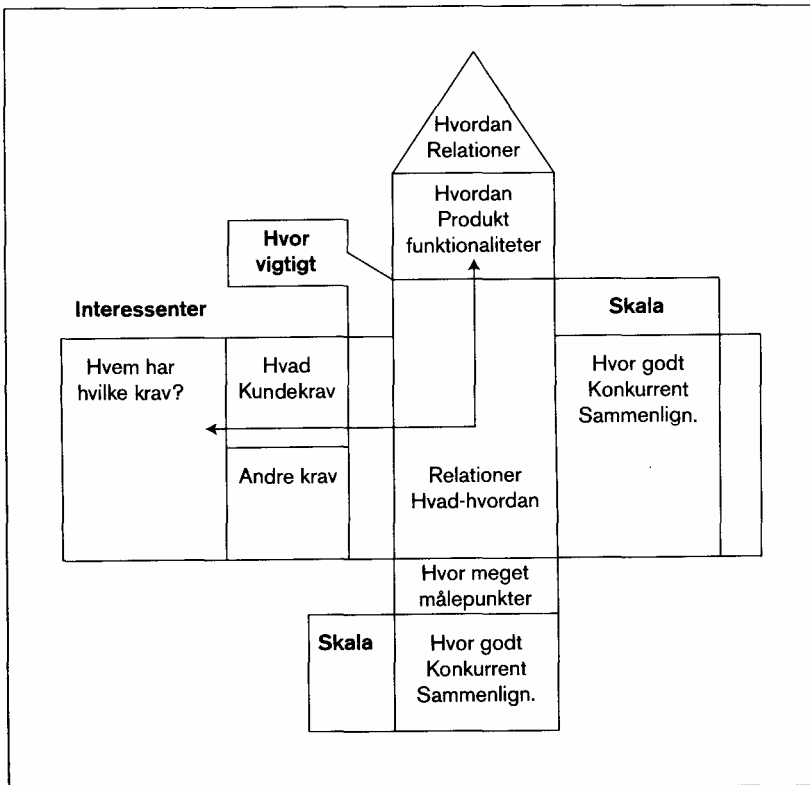 Hvordan
Relationer
Hvordan
Produkt
funktionaliteter
Hvor
vigtigt
Interessenter
Skala
Hvem har
hvilke krav?
Hvad
Kundekrav
Hvor godt
Konkurrent
Sammenlign.
Andre krav
Relationer
Hvad-hvordan
Hvor meget
målepunkter
Skala
Hvor godt
Konkurrent
Sammenlign.